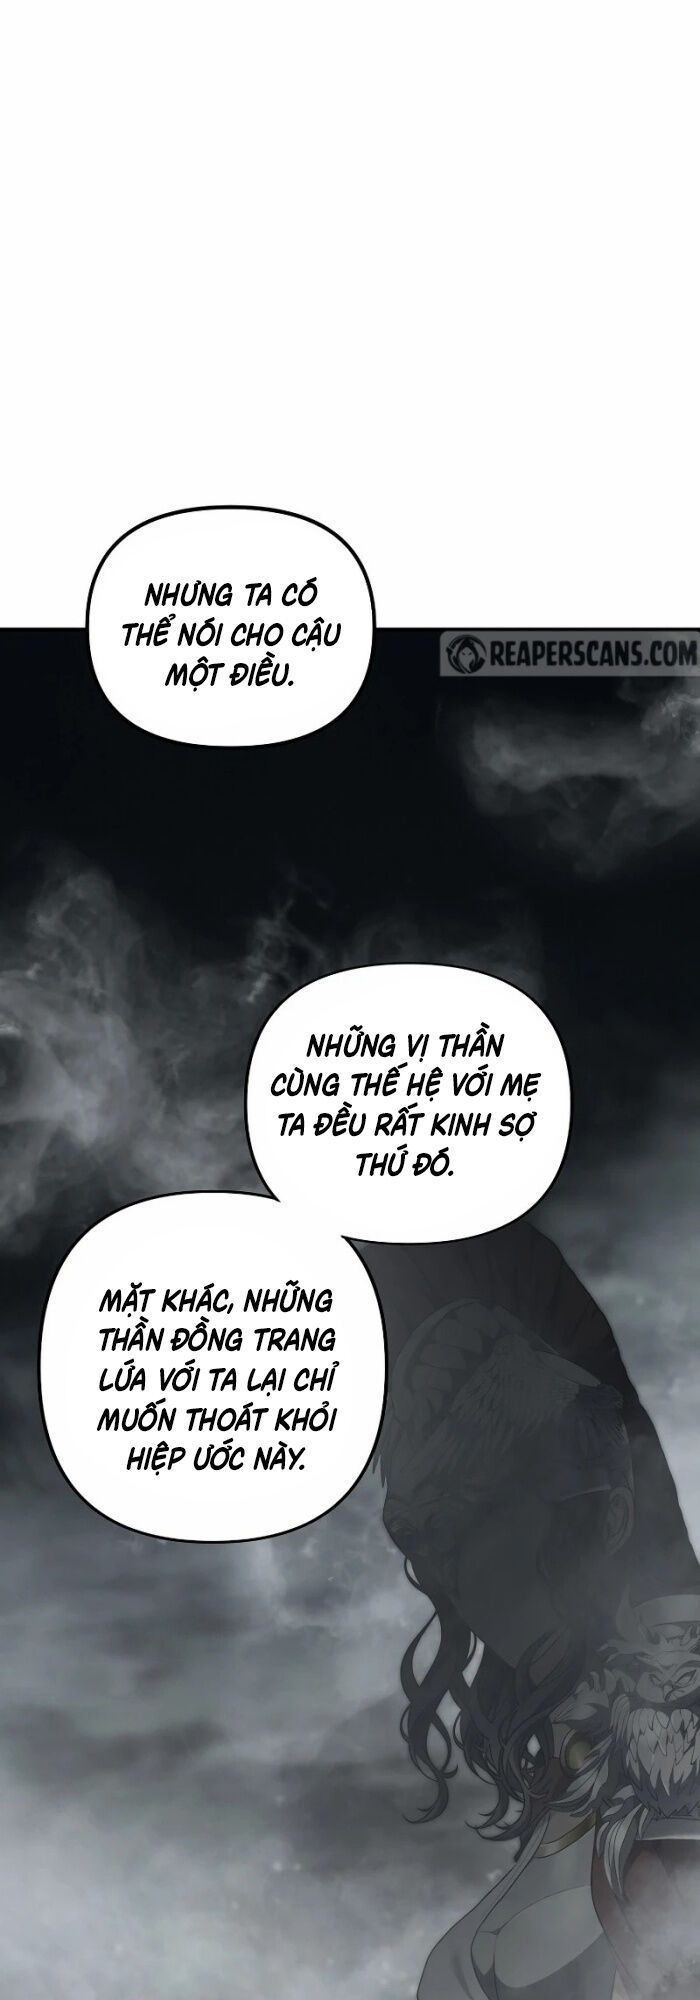 NHƯNG TA CÓ
THỂ NÓI CHO CẬU
MỘT ĐIỀU.
REAPERSCANS.COM
NHỮNG VỊ THẦN
CÙNG THẾ HỆ VỚI MẸ
TA ĐỀU RẤT KINH SỢ
THỨ ĐÓ.
MẶT KHÁC, NHỮNG
THẦN ĐỒNG TRANG
LỨA VỚI TA LẠI CHỈ
MUỐN THOÁT KHỎI
HIỆP ƯỚC NÀY.